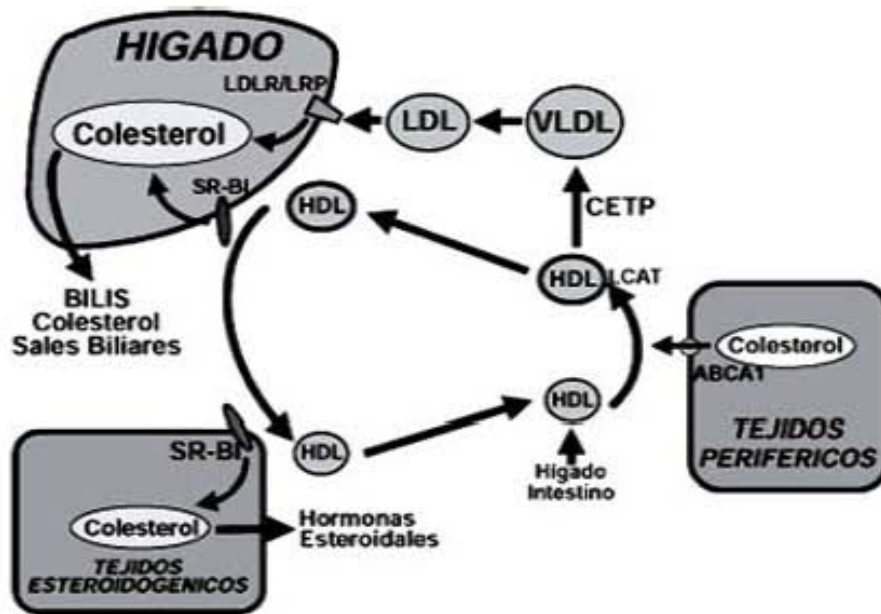 HIGADO
LDLR/LRP
Colesterol
LDL
VLDL
SR-BI
HDL
CETP
HDL
LCAT
BILIS
Colesterol
Sales Biliares
Colesterol
ABCA1
TEJIDOS
PERIFERICOS
HDL
Higado
Intestino
SR-BI
HDL
Colesterol
Hormonas
Esteroidales
TEJIDOS
ESTEROIDOGENICOS